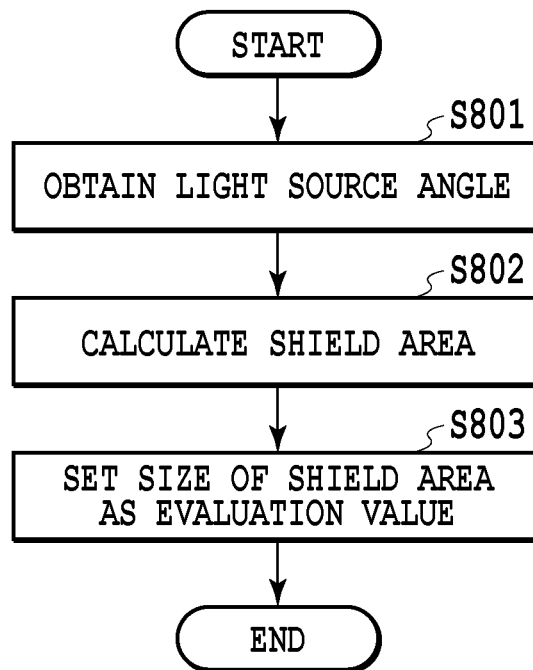 START
S801
OBTAIN LIGHT SOURCE ANGLE
S802
CALCULATE SHIELD AREA
S803
SET SIZE OF SHIELD AREA
AS EVALUATION VALUE
END